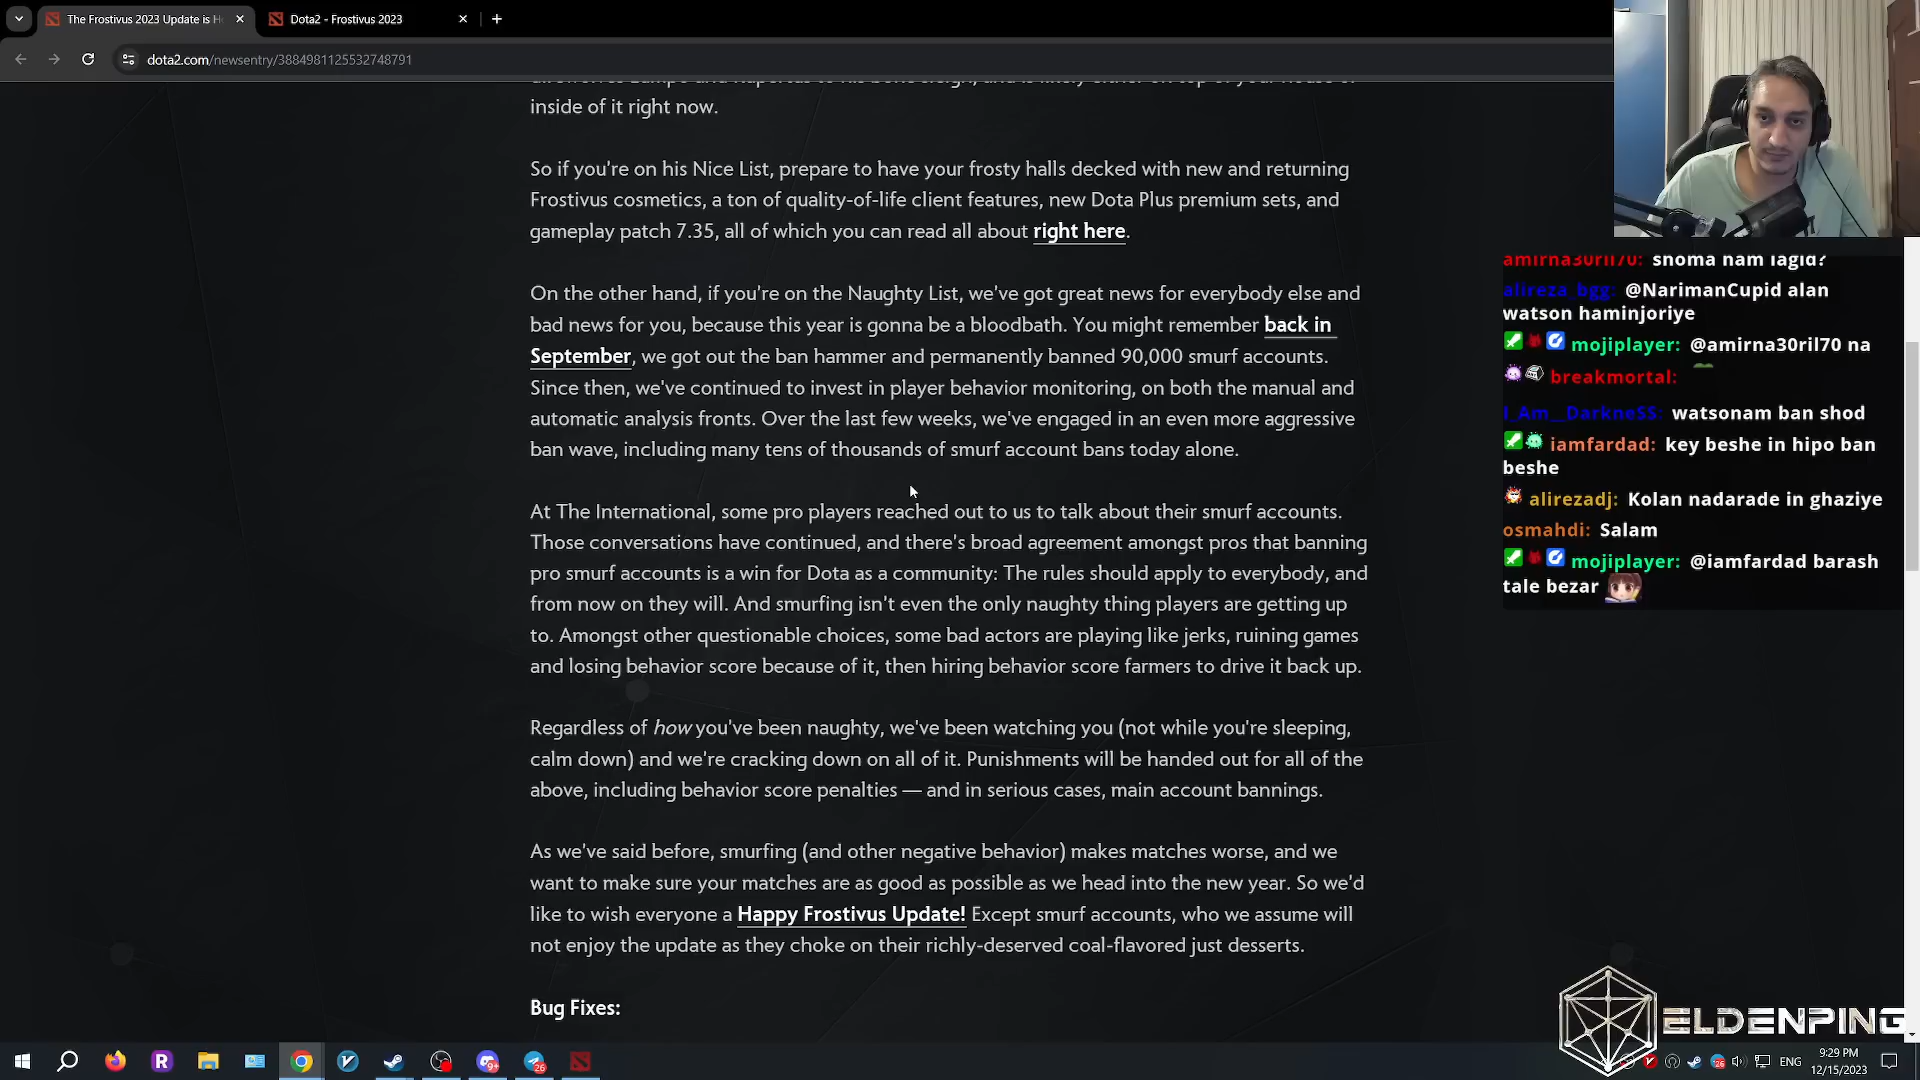 The Frostivus 2023 Update is H
Dota2 - Frostivus 2023
dota2.com/newsentry/3884981125532748791
inside of it right now.
So if you're on his Nice List, prepare to have your frosty halls decked with new and returning
Frostivus cosmetics, a ton of quality-of-life client features, new Dota Plus premium sets, and
gameplay patch 7.35, all of which you can read all about right here.
On the other hand, if you're on the Naughty List, we've got great news for everybody else and
bad news for you, because this year is gonna be a bloodbath. You might remember back in
September, we got out the ban hammer and permanently banned 90,000 smurf accounts.
Since then, we've continued to invest in player behavior monitoring, on both the manual and
automatic analysis fronts. Over the last few weeks, we've engaged in an even more aggressive
ban wave, including many tens of thousands of smurf account bans today alone.
At The International, some pro players reached out to us to talk about their smurf accounts.
Those conversations have continued, and there's broad agreement amongst pros that banning
pro smurf accounts is a win for Dota as a community: The rules should apply to everybody, and
from now on they will. And smurfing isn't even the only naughty thing players are getting up
to. Amongst other questionable choices, some bad actors are playing like jerks, ruining games
and losing behavior score because of it, then hiring behavior score farmers to drive it back up.
Regardless of how you've been naughty, we've been watching you (not while you're sleeping,
calm down) and we're cracking down on all of it. Punishments will be handed out for all of the
above, including behavior score penalties — and in serious cases, main account bannings.
As we've said before, smurfing (and other negative behavior) makes matches worse, and we
want to make sure your matches are as good as possible as we head into the new year. So we'd
like to wish everyone a Happy Frostivus Update! Except smurf accounts, who we assume will
not enjoy the update as they choke on their richly-deserved coal-flavored just desserts.
Bug Fixes:
amirna30ril70: shoma ham lagid?
alireza_bgg: @NarimanCupid alan
watson haminjoriye
mojiplayer: @amirna30ril70 na
breakmortal:
I_Am__DarkneSS: watsonam ban shod
iamfardad: key beshe in hipo ban
beshe
alirezadj: Kolan nadarade in ghaziye
osmahdi: Salam
mojiplayer: @iamfardad barash
tale bezar
ELDENPING
ENG
9:29 PM
12/15/2023